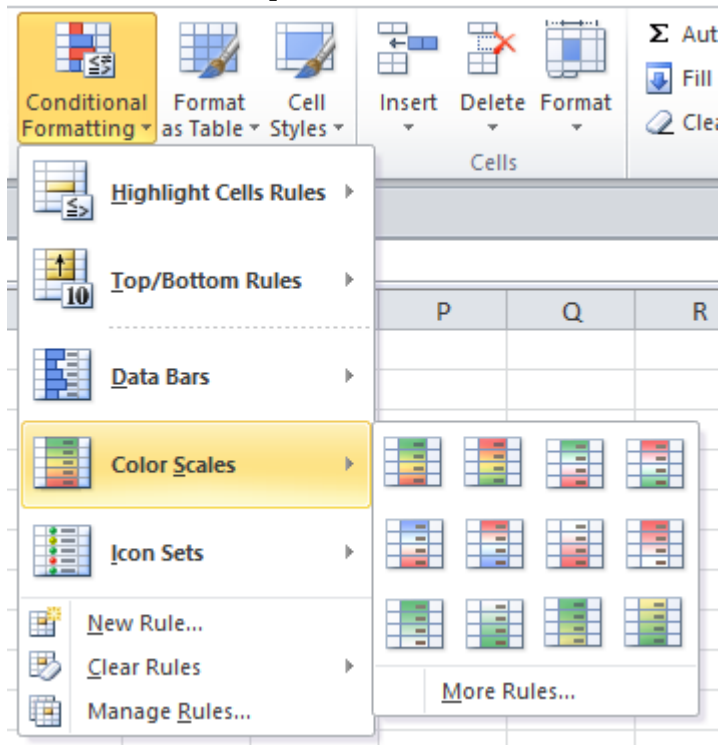 Conditional Formatting
Format as Table
Cell Styles
Insert
Delete
Format
Σ Aut
Fill
Clea
Cells
Highlight Cells Rules
Top/Bottom Rules
10
P
Q
R
Data Bars
Color Scales
Icon Sets
New Rule...
Clear Rules
Manage Rules...
More Rules...